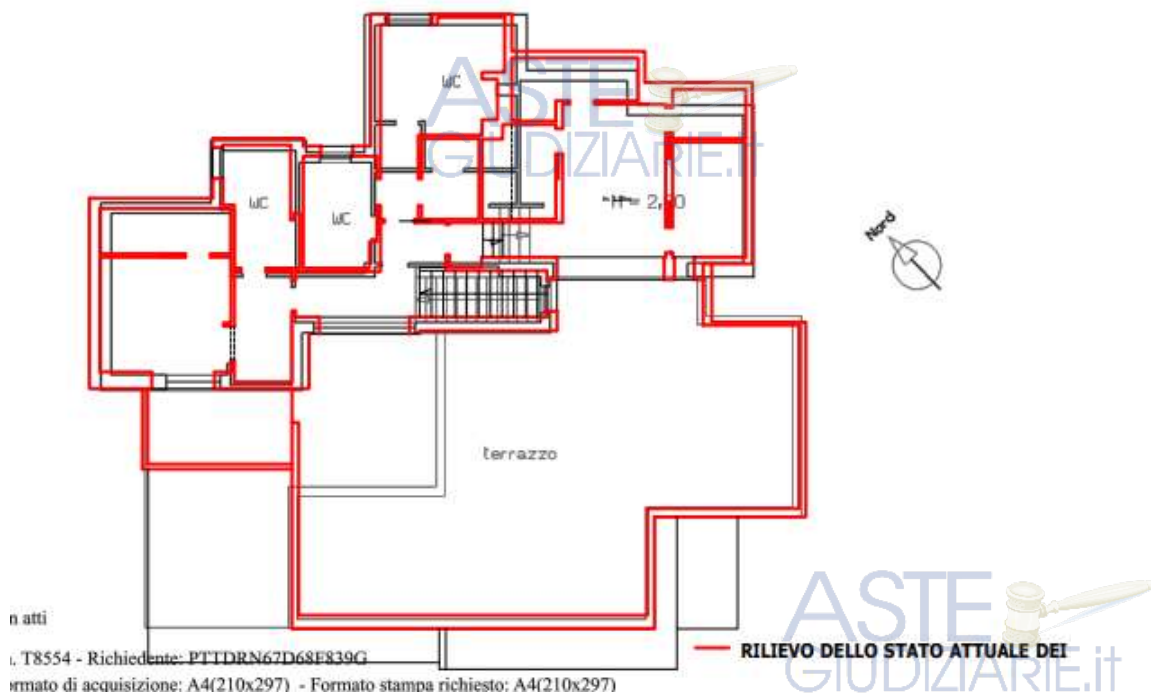 ASTE
GIUDIZIARIE.it
WC
WC
WC
H= 2,
Nord
terrazzo
n atti
T8554 - Richiedente: PTTDRN67D68F839G
ormato di acquisizione: A4(210x297) - Formato stampa richiesto: A4(210x297)
RILIEVO DELLO STATO ATTUALE DEI
ASTE
GIUDIZIARIE.it